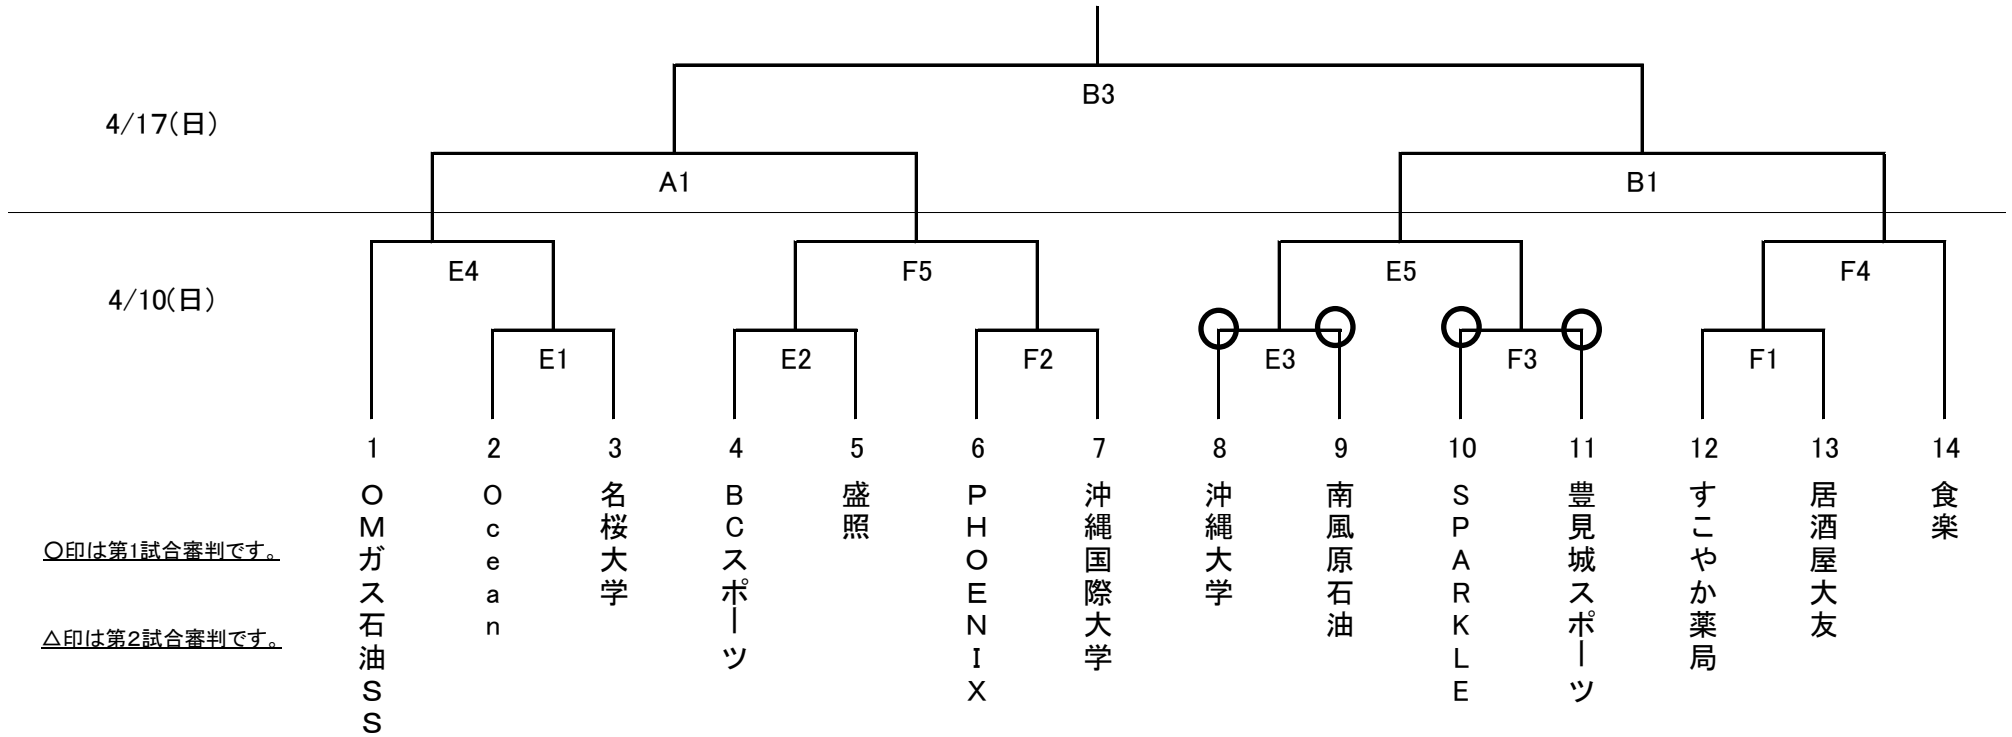 B3
4/17(日)
A1
B1
E4
F5
E5
F4
4/10(日)
E1
E2
F2
E3
F3
F1
1
2
3
4
5
6
7
8
9
10
11
12
13
14
OMガス石油SS
Ocean
名桜大学
BCスポーツ
盛照
PHOENIX
沖縄国際大学
沖縄大学
南風原石油
SPARKLE
豊見城スポーツ
すこやか薬局
居酒屋大友
食楽
○印は第1試合審判です。
△印は第2試合審判です。